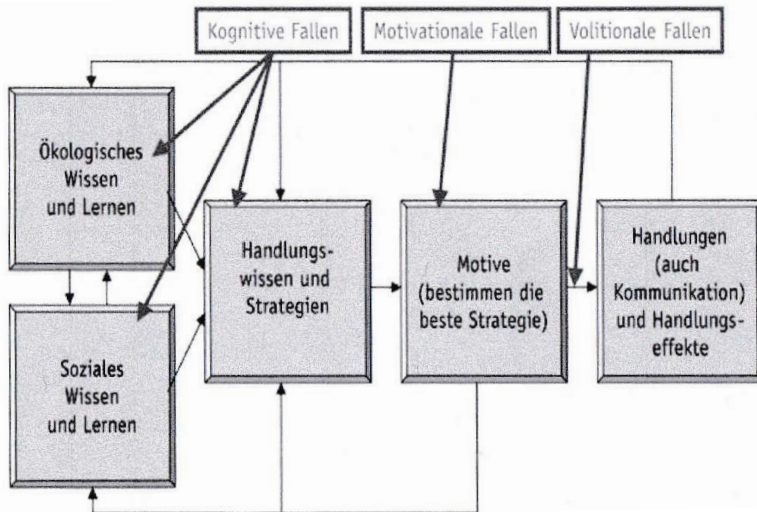 Kognitive Fallen
Motivationale Fallen
Volitionale Fallen
Ökologisches
Wissen
und Lernen
Soziales
Wissen
und Lernen
Handlungs-
wissen und
Strategien
Motive
(bestimmen die
beste Strategie)
Handlungen
(auch
Kommunikation)
und Handlungs-
effekte